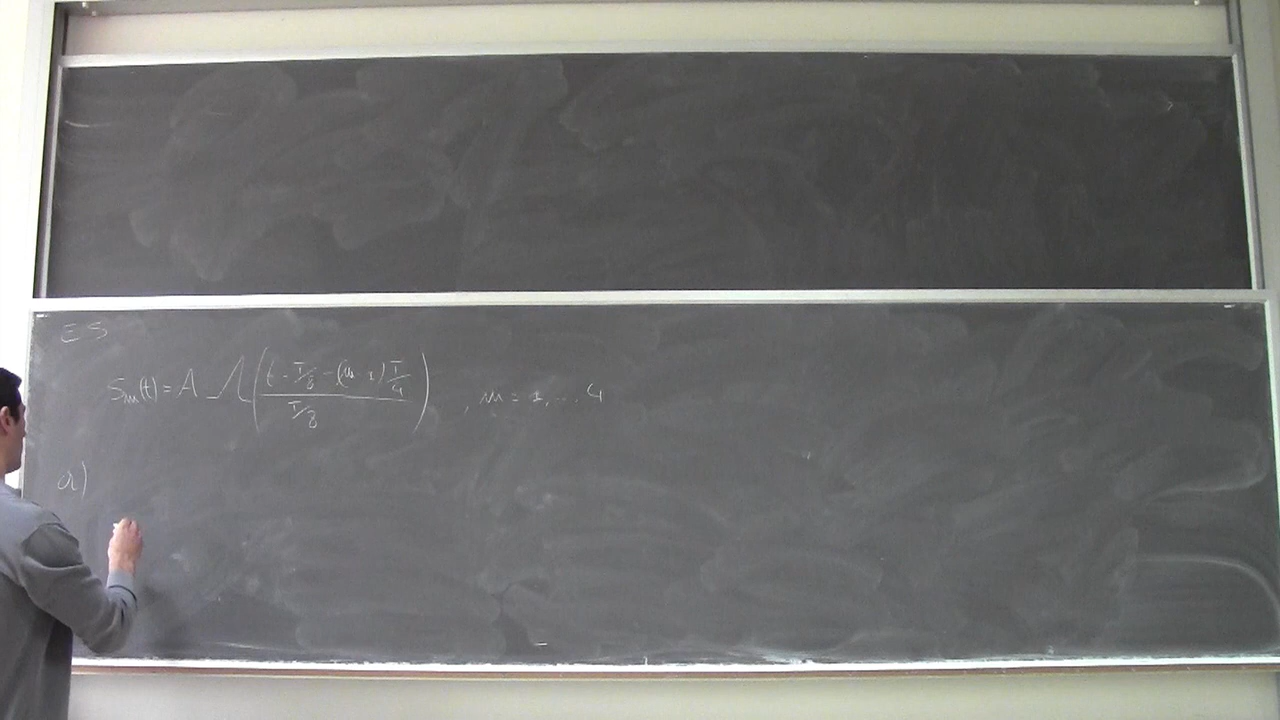 ES
S_m(t) = A Λ( (t - T/8 - (m - 1) T/4) / (T/8) ) , m = 1, ..., 4
a)